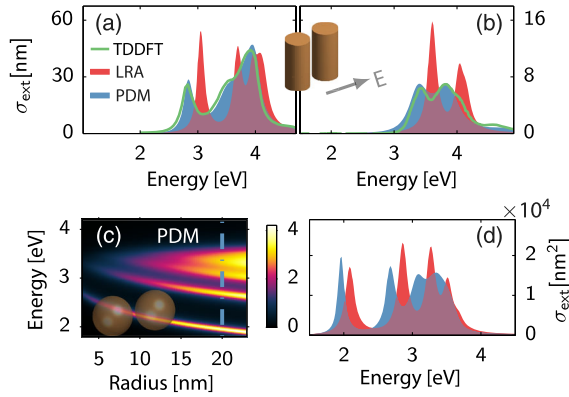 (a)
TDDFT
LRA
PDM
σext[nm]
60
30
0
2 3 4
Energy [eV]
E
(b)
16
8
0
2 3 4
Energy [eV]
(c) PDM
Energy [eV]
4
3
2
5 10 15 20
Radius [nm]
4
2
0
(d)
× 10⁴
2
1
0
σext [nm²]
2 3 4
Energy [eV]